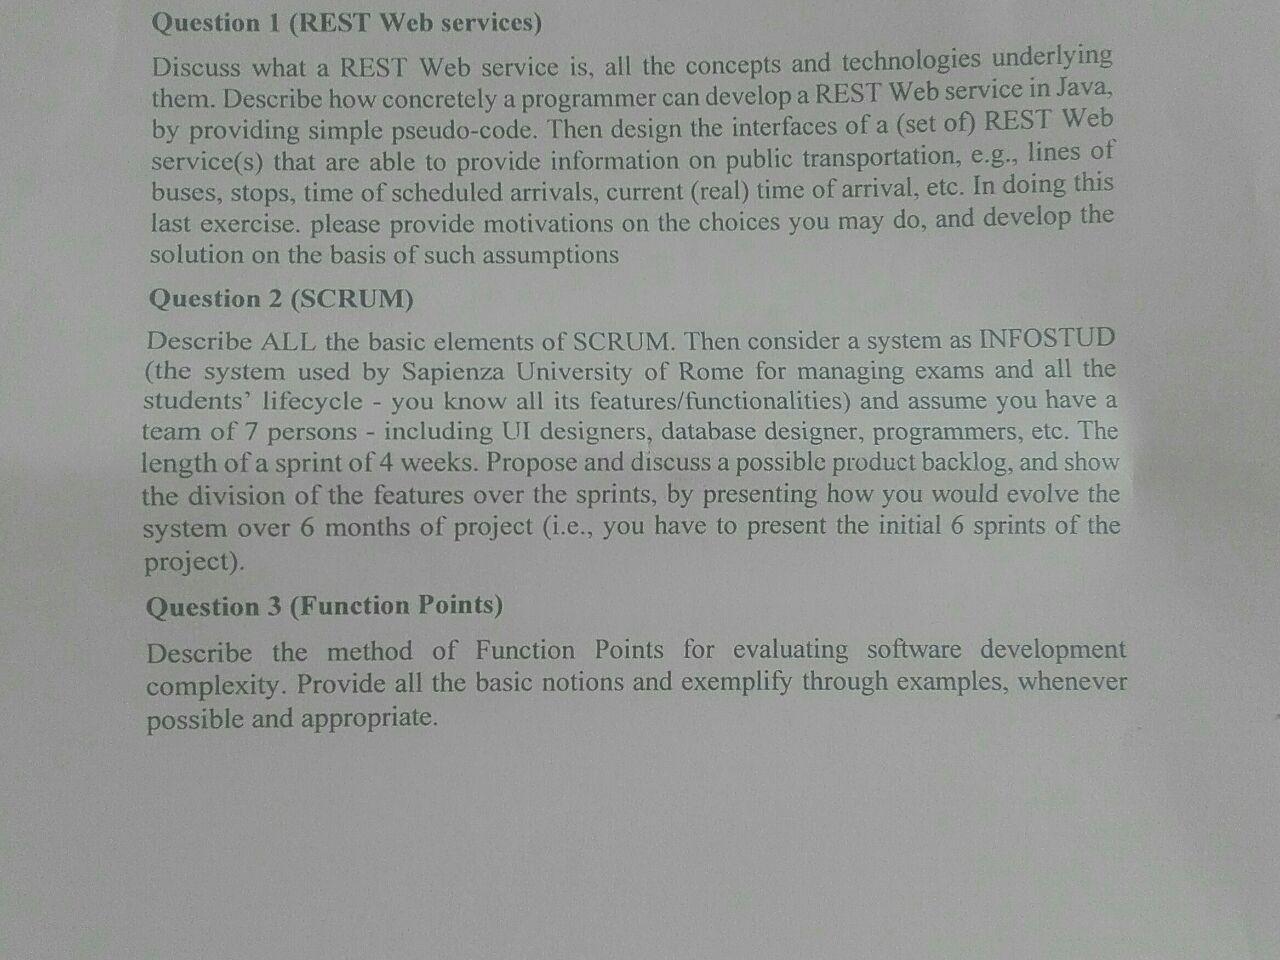 Question 1 (REST Web services)
Discuss what a REST Web service is, all the concepts and technologies underlying
them. Describe how concretely a programmer can develop a REST Web service in Java,
by providing simple pseudo-code. Then design the interfaces of a (set of) REST Web
service(s) that are able to provide information on public transportation, e.g., lines of
buses, stops, time of scheduled arrivals, current (real) time of arrival, etc. In doing this
last exercise. please provide motivations on the choices you may do, and develop the
solution on the basis of such assumptions
Question 2 (SCRUM)
Describe ALL the basic elements of SCRUM. Then consider a system as INFOSTUD
(the system used by Sapienza University of Rome for managing exams and all the
students' lifecycle - you know all its features/functionalities) and assume you have a
team of 7 persons - including UI designers, database designer, programmers, etc. The
length of a sprint of 4 weeks. Propose and discuss a possible product backlog, and show
the division of the features over the sprints, by presenting how you would evolve the
system over 6 months of project (i.e., you have to present the initial 6 sprints of the
project).
Question 3 (Function Points)
Describe the method of Function Points for evaluating software development
complexity. Provide all the basic notions and exemplify through examples, whenever
possible and appropriate.